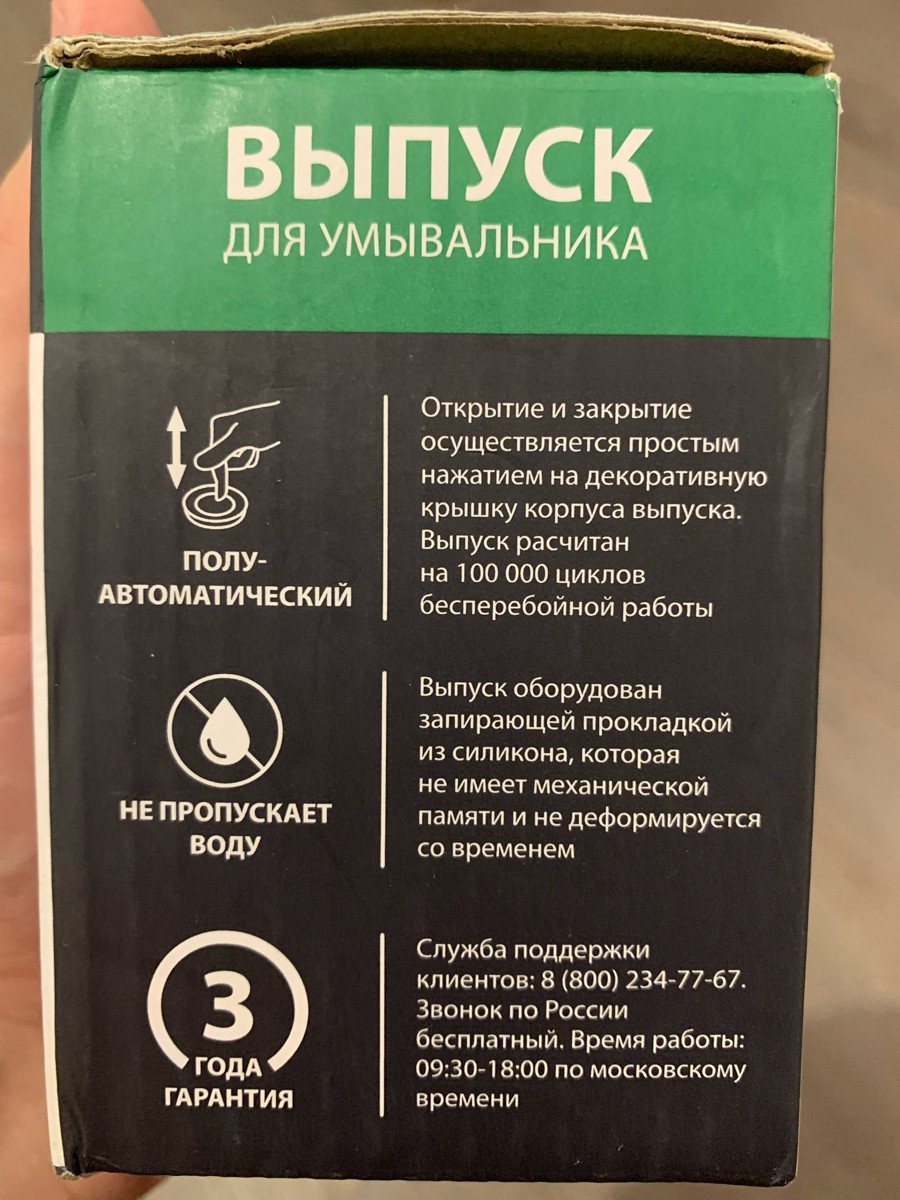 ВЫПУСК
ДЛЯ УМЫВАЛЬНИКА
ПОЛУ-
АВТОМАТИЧЕСКИЙ
Открытие и закрытие
осуществляется простым
нажатием на декоративную
крышку корпуса выпуска.
Выпуск расчитан
на 100 000 циклов
бесперебойной работы
НЕ ПРОПУСКАЕТ
ВОДУ
Выпуск оборудован
запирающей прокладкой
из силикона, которая
не имеет механической
памяти и не деформируется
со временем
3
ГОДА
ГАРАНТИЯ
Служба поддержки
клиентов: 8 (800) 234-77-67.
Звонок по России
бесплатный. Время работы:
09:30-18:00 по московскому
времени